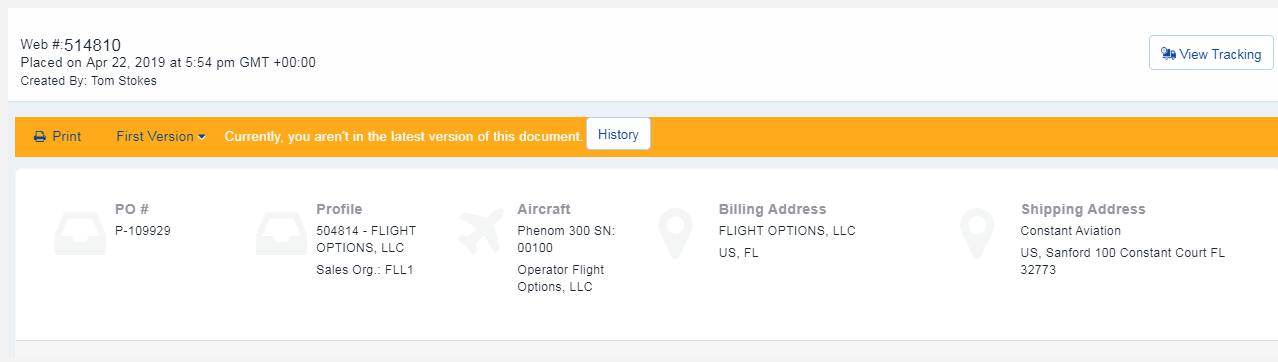 Web #:514810
View Tracking
Placed on Apr 22, 2019 at 5:54 pm GMT +00:00
Created By: Tom Stokes
Print First Version Currently, you aren't in the latest version of this document. History
PO #
P-109929
Profile
504814 - FLIGHT
OPTIONS, LLC
Sales Org.: FLL1
Aircraft
Phenom 300 SN:
00100
Operator Flight
Options, LLC
Billing Address
FLIGHT OPTIONS, LLC
US, FL
Shipping Address
Constant Aviation
US, Sanford 100 Constant Court FL
32773